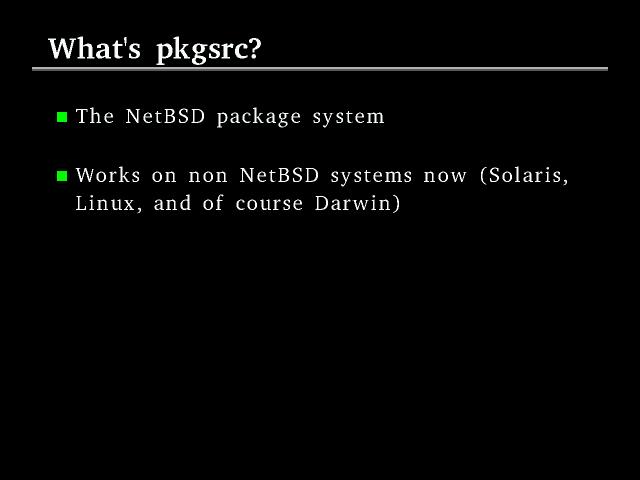 What's pkgsrc?
The NetBSD package system
Works on non NetBSD systems now (Solaris,
Linux, and of course Darwin)